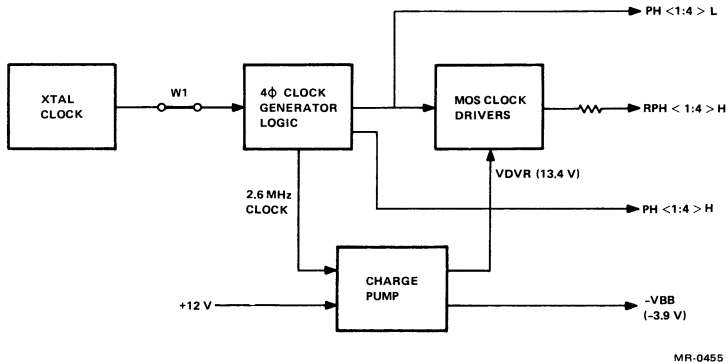 PH <1:4> L
XTAL
CLOCK
W1
4ϕ CLOCK
GENERATOR
LOGIC
MOS CLOCK
DRIVERS
RPH <1:4> H
VDVR (13.4 V)
2.6 MHz
CLOCK
PH <1:4> H
CHARGE
PUMP
+12 V
-VBB
(-3.9 V)
MR-0455